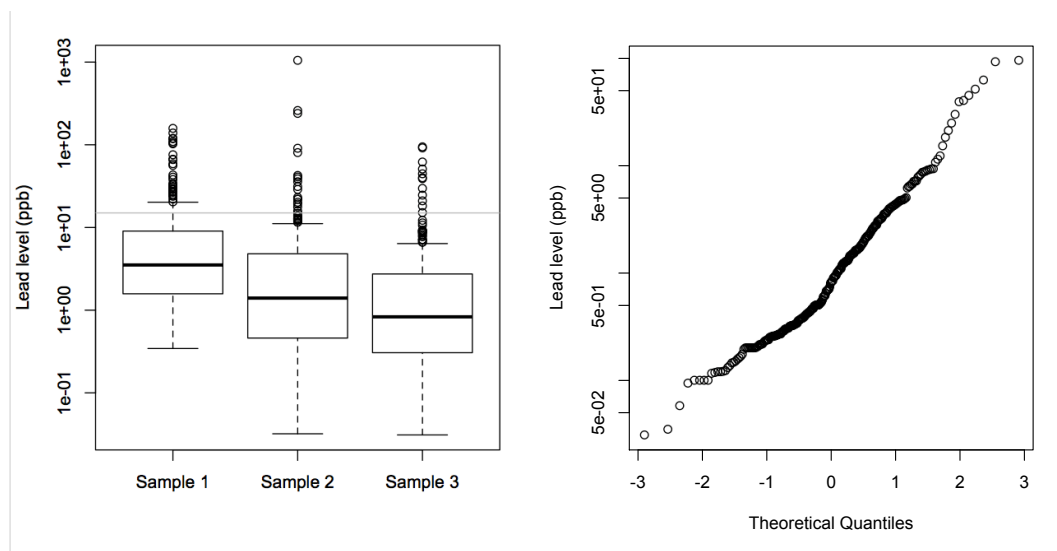 Lead level (ppb)
1e+03
1e+02
1e+01
1e+00
1e-01
Sample 1 Sample 2 Sample 3
Lead level (ppb)
5e+01
5e+00
5e-01
5e-02
-3 -2 -1 0 1 2 3
Theoretical Quantiles